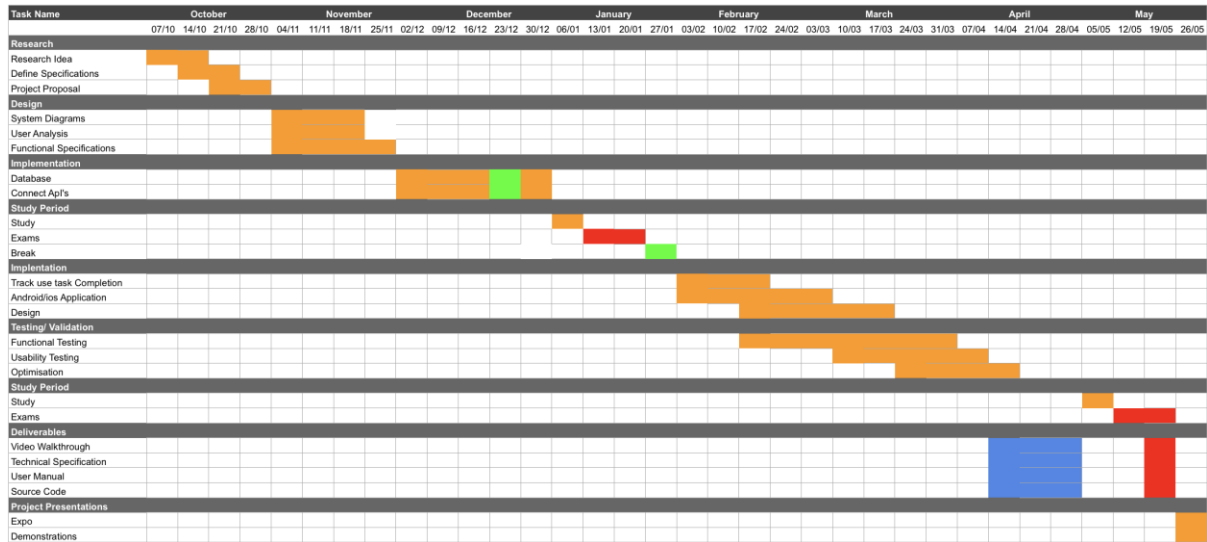 Task Name October November December January February March April May
07/10 14/10 21/10 28/10 04/11 11/11 18/11 25/11 02/12 09/12 16/12 23/12 30/12 06/01 13/01 20/01 27/01 03/02 10/02 17/02 24/02 03/03 10/03 17/03 24/03 31/03 07/04 14/04 21/04 28/04 05/05 12/05 19/05 26/05
Research
Research Idea
Define Specifications
Project Proposal
Design
System Diagrams
User Analysis
Functional Specifications
Implementation
Database
Connect ApI's
Study Period
Study
Exams
Break
Implentation
Track use task Completion
Android/ios Application
Design
Testing/ Validation
Functional Testing
Usability Testing
Optimisation
Study Period
Study
Exams
Deliverables
Video Walkthrough
Technical Specification
User Manual
Source Code
Project Presentations
Expo
Demonstrations